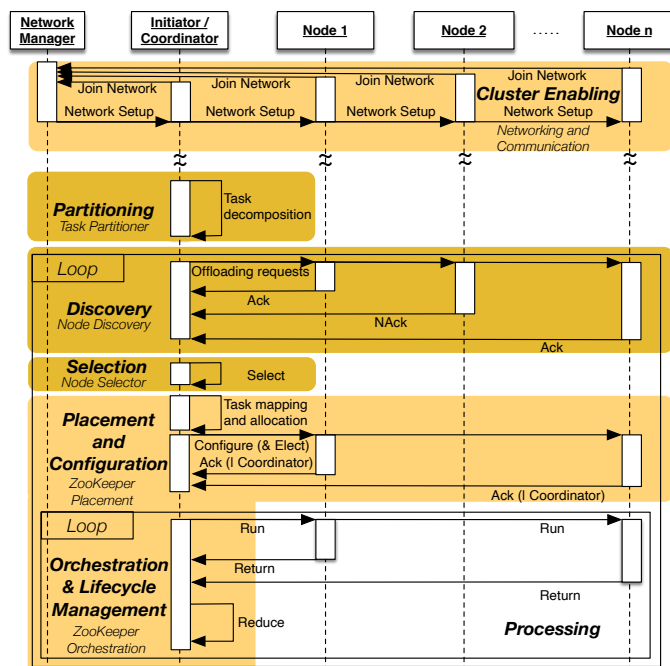 Network
Manager
Initiator /
Coordinator
Node 1
Node 2
.....
Node n
Join Network
Join Network
Join Network
Join Network
Cluster Enabling
Network Setup
Network Setup
Network Setup
Network Setup
Networking and
Communication
≈
≈
≈
≈
Partitioning
Task Partitioner
Task
decomposition
Loop
Offloading requests
Ack
Discovery
Node Discovery
NAck
Ack
Selection
Node Selector
Select
Placement and
Configuration
ZooKeeper
Placement
Task mapping
and allocation
Configure (& Elect)
Ack (| Coordinator)
Ack (| Coordinator)
Loop
Run
Run
Return
Orchestration
& Lifecycle
Management
Return
Reduce
ZooKeeper
Orchestration
Processing